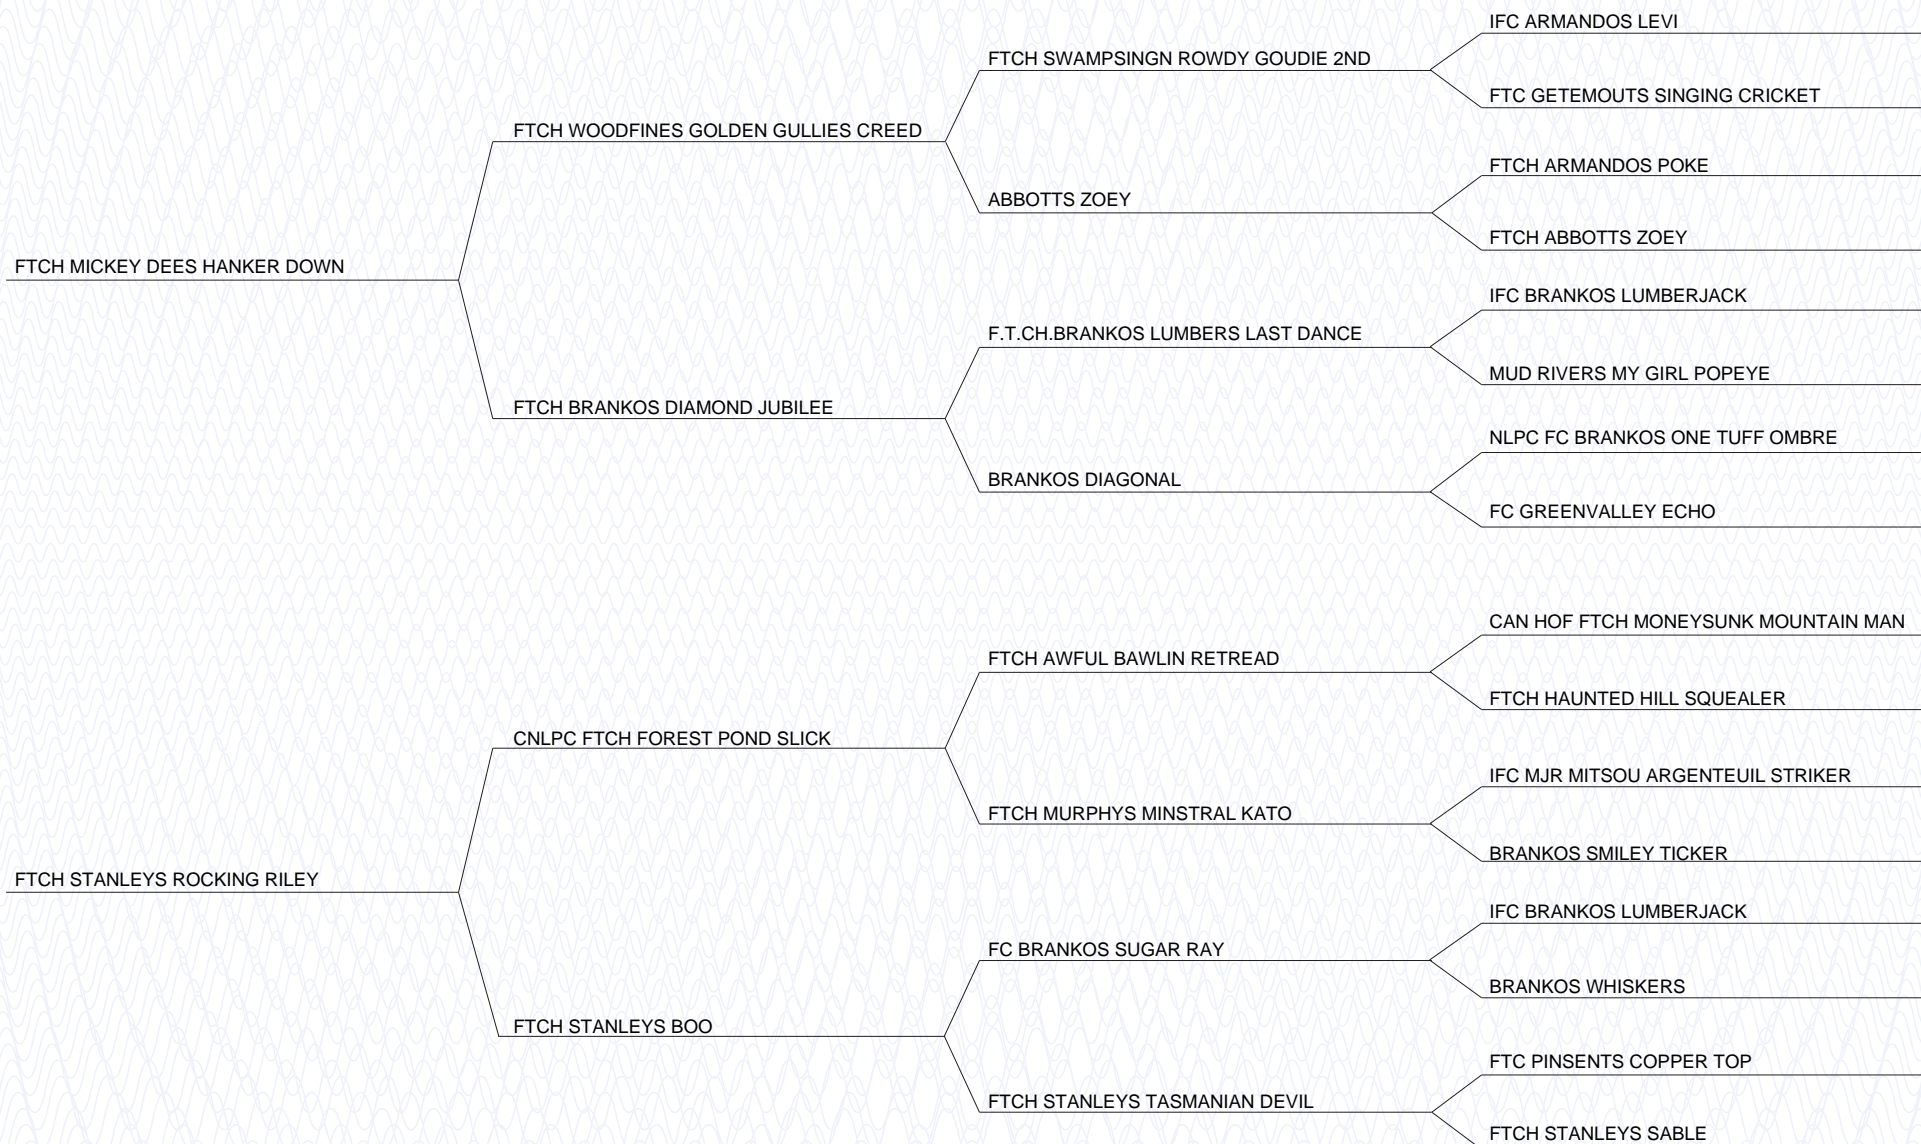 IFC ARMANDOS LEVI
FTCH SWAMPSINGN ROWDY GOUDIE 2ND
FTC GETEMOUTS SINGING CRICKET
FTCH WOODFINES GOLDEN GULLIES CREED
FTCH ARMANDOS POKE
ABBOTTS ZOEY
FTCH ABBOTTS ZOEY
FTCH MICKEY DEES HANKER DOWN
IFC BRANKOS LUMBERJACK
F.T.CH.BRANKOS LUMBERS LAST DANCE
MUD RIVERS MY GIRL POPEYE
FTCH BRANKOS DIAMOND JUBILEE
NLPC FC BRANKOS ONE TUFF OMBRE
BRANKOS DIAGONAL
FC GREENVALLEY ECHO
CAN HOF FTCH MONEYSUNK MOUNTAIN MAN
FTCH AWFUL BAWLIN RETREAD
FTCH HAUNTED HILL SQUEALER
CNLPC FTCH FOREST POND SLICK
IFC MJR MITSOU ARGENTEUIL STRIKER
FTCH MURPHYS MINSTRAL KATO
BRANKOS SMILEY TICKER
FTCH STANLEYS ROCKING RILEY
IFC BRANKOS LUMBERJACK
FC BRANKOS SUGAR RAY
BRANKOS WHISKERS
FTCH STANLEYS BOO
FTC PINSENTS COPPER TOP
FTCH STANLEYS TASMANIAN DEVIL
FTCH STANLEYS SABLE